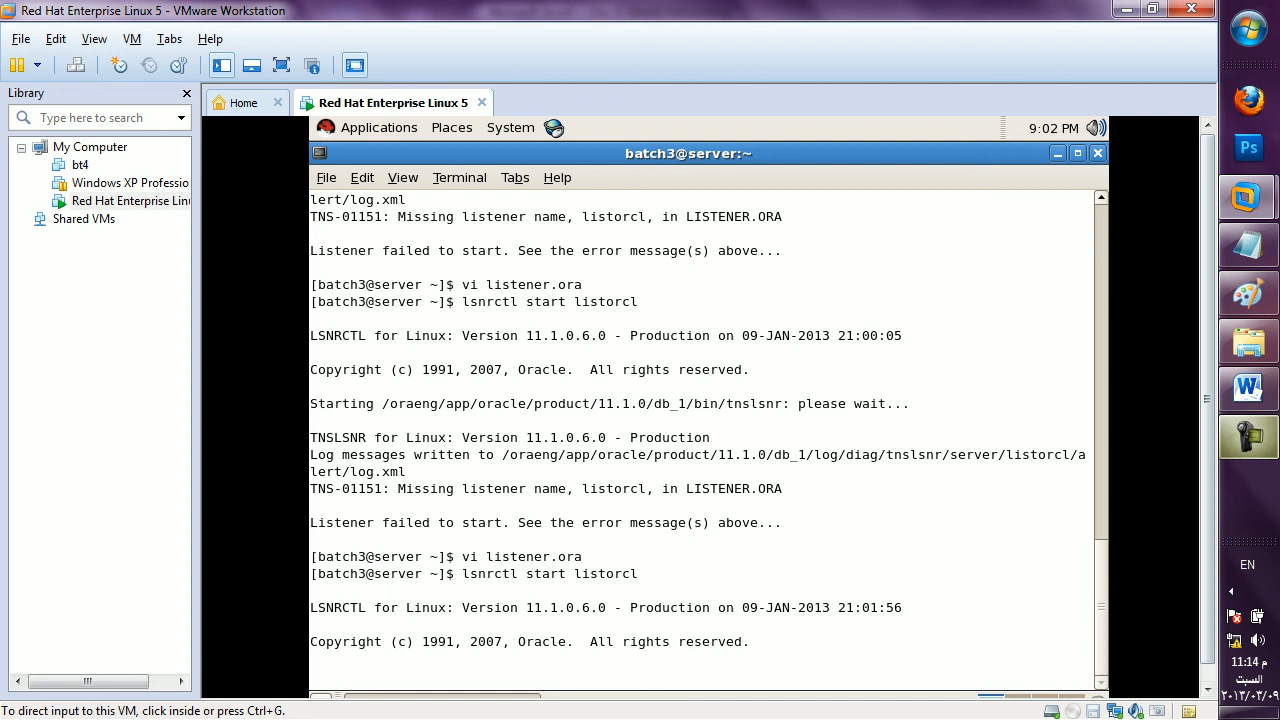 Red Hat Enterprise Linux 5 - VMware Workstation
File Edit View VM Tabs Help
Library
Type here to search
My Computer
bt4
Windows XP Professio
Red Hat Enterprise Linu
Shared VMs
Home
Red Hat Enterprise Linux 5
Applications Places System
9:02 PM
batch3@server:~
File Edit View Terminal Tabs Help
lert/log.xml
TNS-01151: Missing listener name, listorcl, in LISTENER.ORA
Listener failed to start. See the error message(s) above...
[batch3@server ~]$ vi listener.ora
[batch3@server ~]$ lsnrctl start listorcl
LSNRCTL for Linux: Version 11.1.0.6.0 - Production on 09-JAN-2013 21:00:05
Copyright (c) 1991, 2007, Oracle.  All rights reserved.
Starting /oraeng/app/oracle/product/11.1.0/db_1/bin/tnslsnr: please wait...
TNSLSNR for Linux: Version 11.1.0.6.0 - Production
Log messages written to /oraeng/app/oracle/product/11.1.0/db_1/log/diag/tnslsnr/server/listorcl/a
lert/log.xml
TNS-01151: Missing listener name, listorcl, in LISTENER.ORA
Listener failed to start. See the error message(s) above...
[batch3@server ~]$ vi listener.ora
[batch3@server ~]$ lsnrctl start listorcl
LSNRCTL for Linux: Version 11.1.0.6.0 - Production on 09-JAN-2013 21:01:56
Copyright (c) 1991, 2007, Oracle.  All rights reserved.
To direct input to this VM, click inside or press Ctrl+G.
Ps
W
EN
11:14 م
السبت
٢٠١٣/٠٣/٠٩